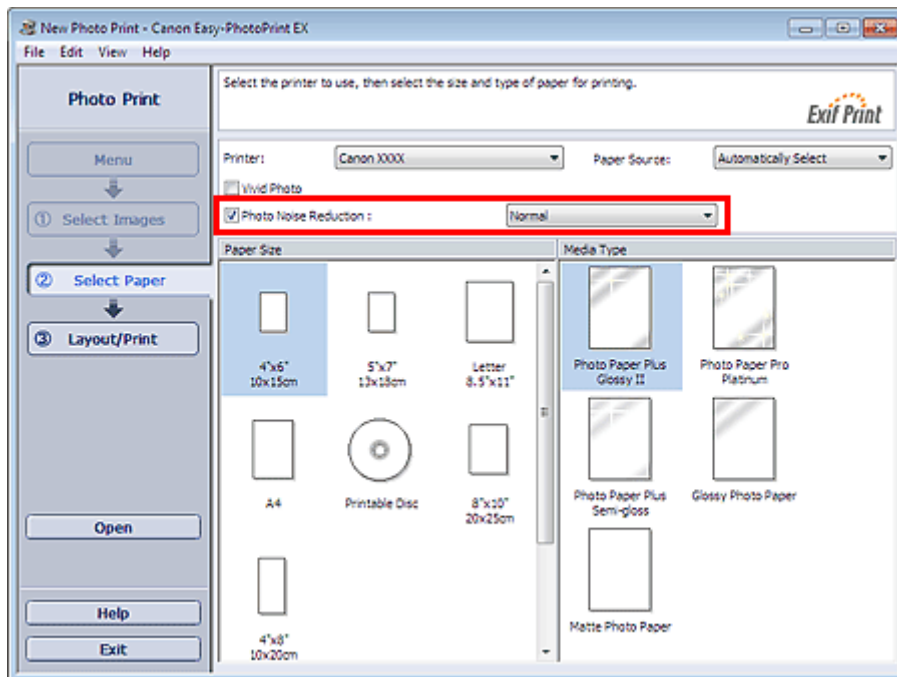 New Photo Print - Canon Easy-PhotoPrint EX
File Edit View Help
Photo Print
Select the printer to use, then select the size and type of paper for printing.
Exif Print
Menu
① Select Images
② Select Paper
③ Layout/Print
Open
Help
Exit
Printer: Canon XXXX Paper Source: Automatically Select
Vivid Photo
Photo Noise Reduction : Normal
Paper Size
4"x6"
10x15cm
5"x7"
13x18cm
Letter
8.5"x11"
A4
Printable Disc
8"x10"
20x25cm
4"x8"
10x20cm
Media Type
Photo Paper Plus
Glossy II
Photo Paper Pro
Platinum
Photo Paper Plus
Semi-gloss
Glossy Photo Paper
Matte Photo Paper